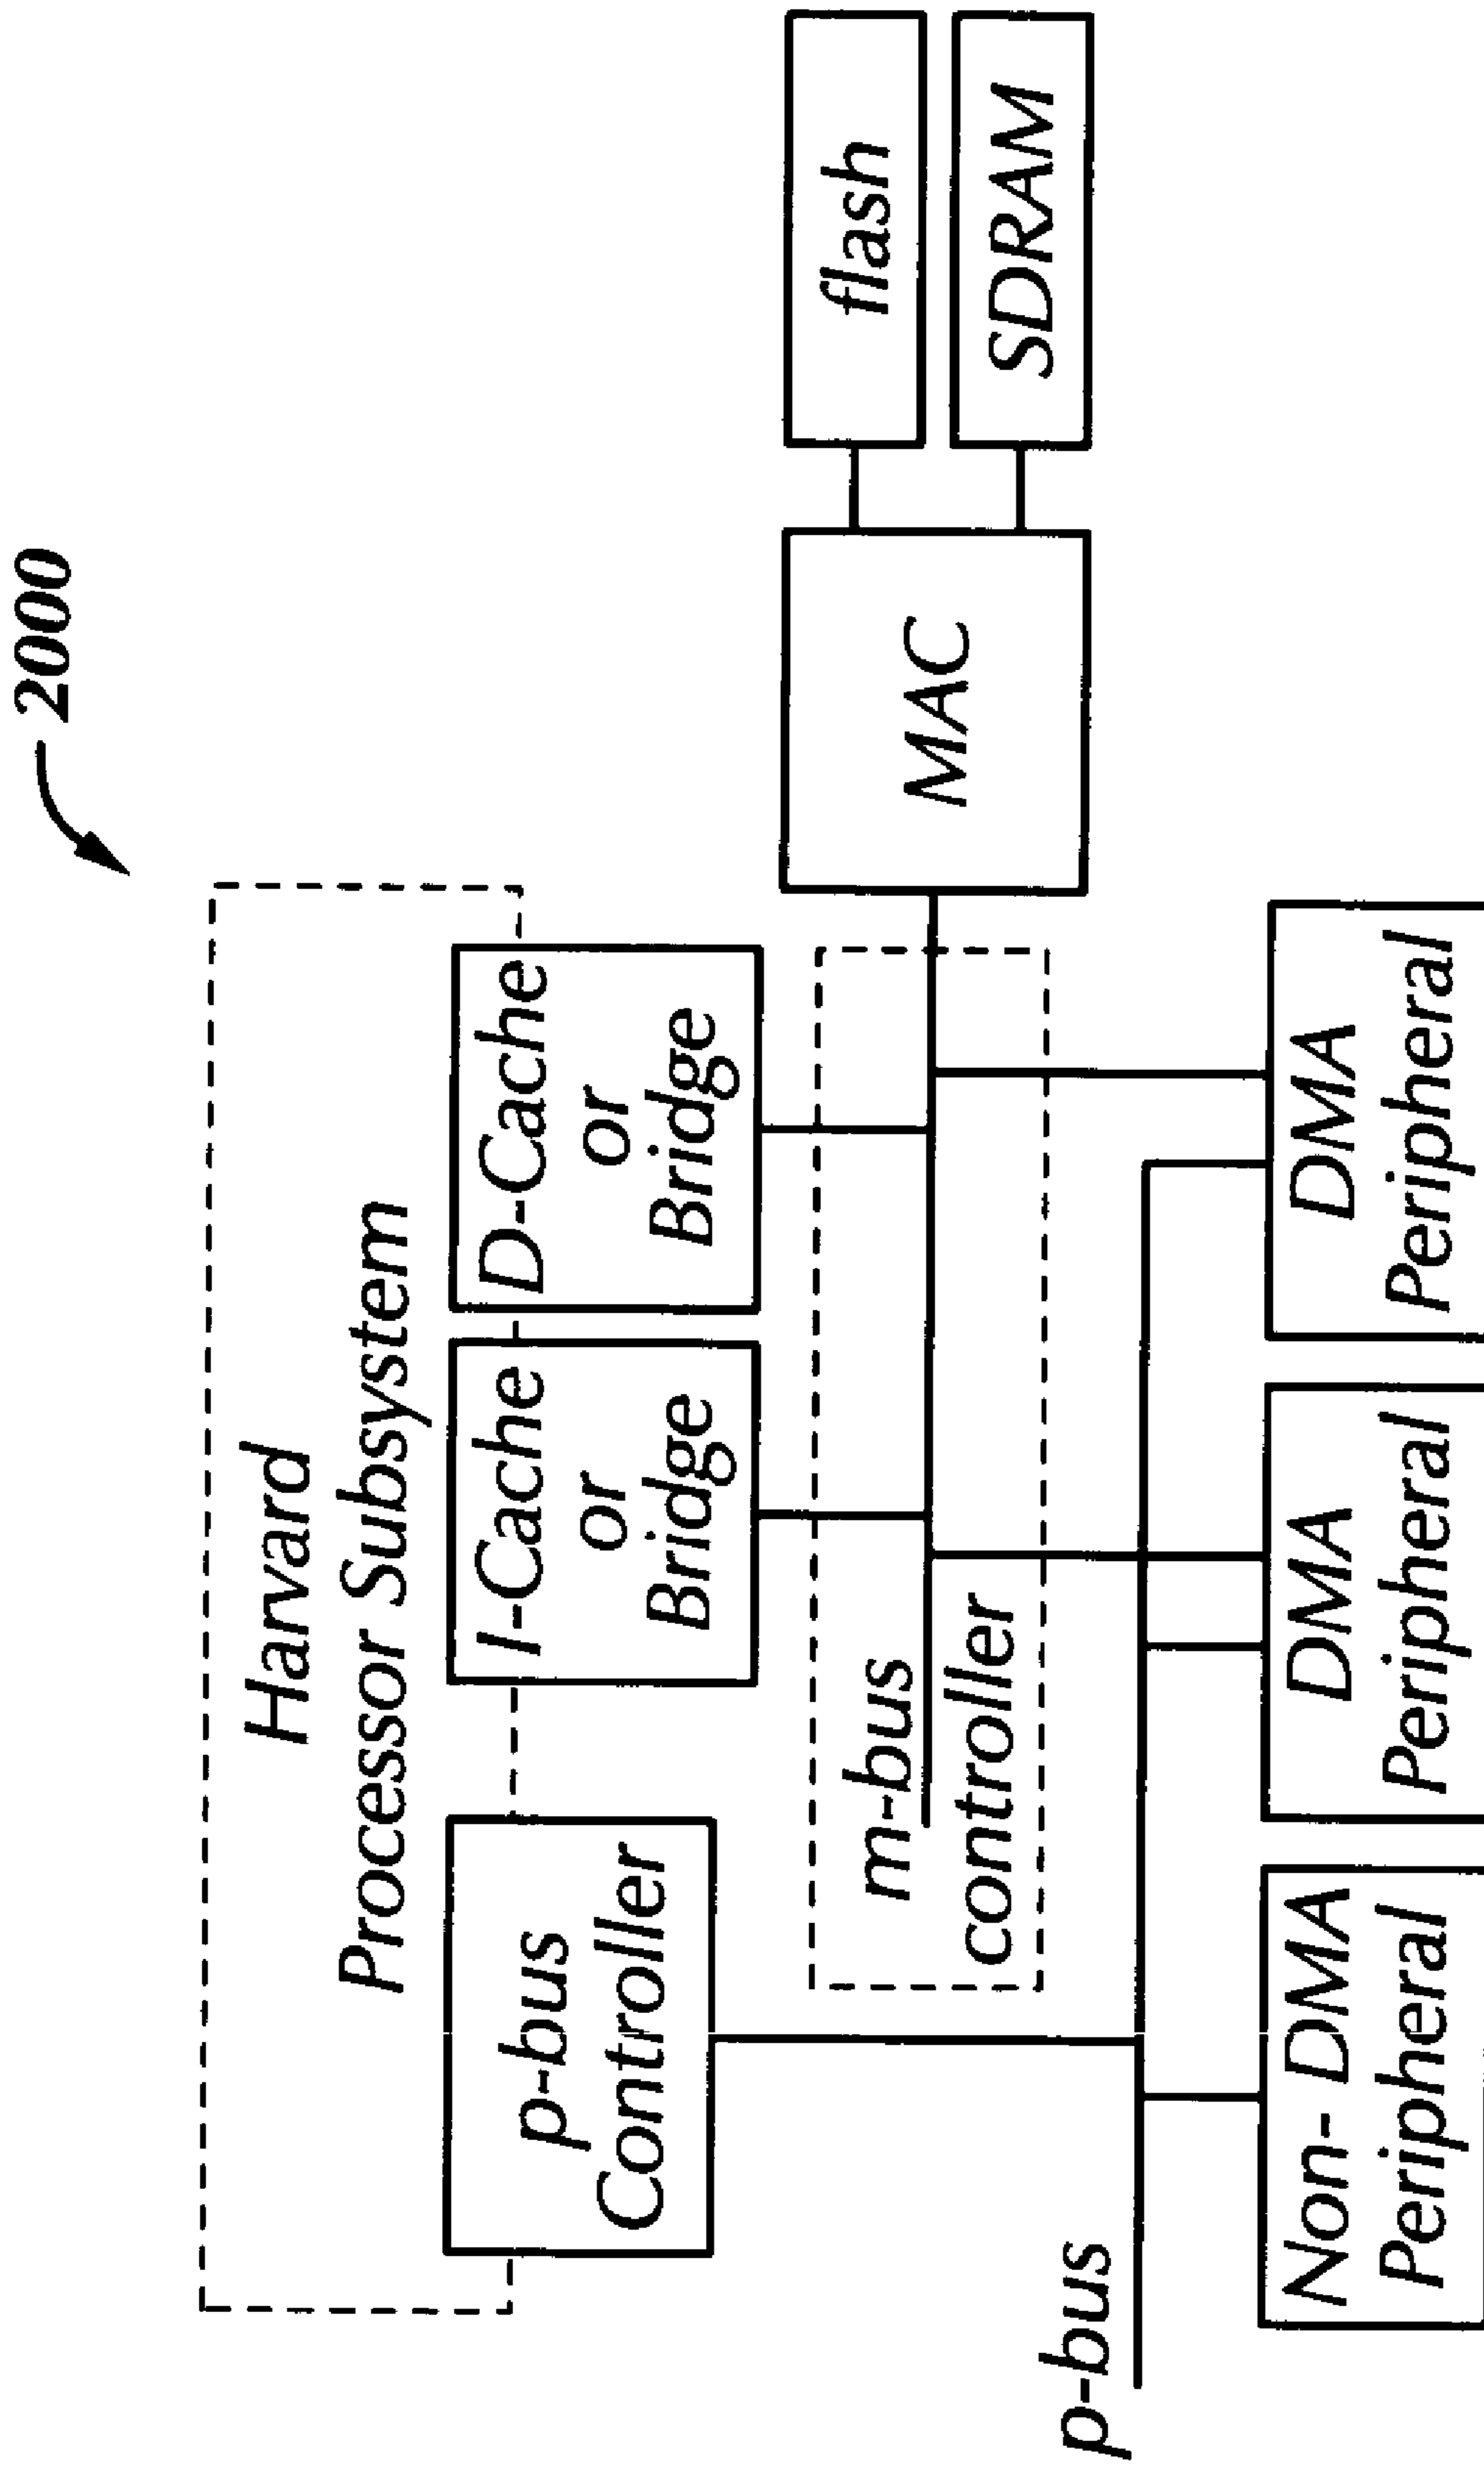 2000
Harvard
Processor Subsystem
p-bus
Controller
I-Cache
or
Bridge
D-Cache
or
Bridge
m-bus
controller
MAC
flash
SDRAM
p-bus
Non- DMA
Peripheral
DMA
Peripheral
DMA
Peripheral